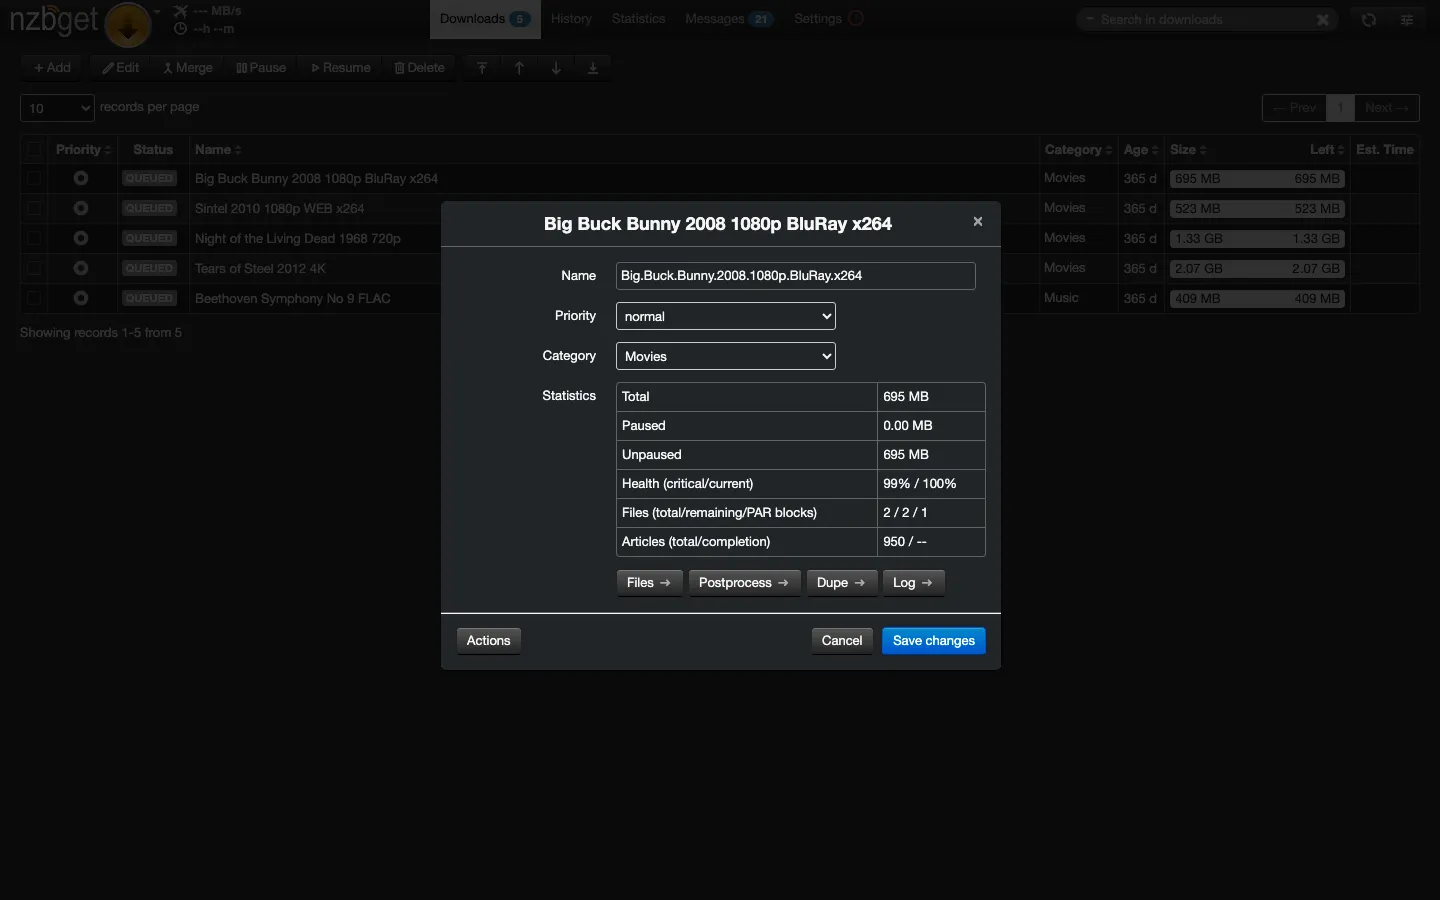 nzbget --- MB/s --h --m Downloads 5 History Statistics Messages 21 Settings Search in downloads
+ Add Edit Merge Pause Resume Delete
10 records per page ← Prev 1 Next →
Priority Status Name Category Age Size Left Est. Time
QUEUED Big Buck Bunny 2008 1080p BluRay x264 Movies 365 d 695 MB 695 MB
QUEUED Sintel 2010 1080p WEB x264 Movies 365 d 523 MB 523 MB
QUEUED Night of the Living Dead 1968 720p Movies 365 d 1.33 GB 1.33 GB
QUEUED Tears of Steel 2012 4K Movies 365 d 2.07 GB 2.07 GB
QUEUED Beethoven Symphony No 9 FLAC Music 365 d 409 MB 409 MB
Showing records 1-5 from 5
Big Buck Bunny 2008 1080p BluRay x264 ×
Name Big.Buck.Bunny.2008.1080p.BluRay.x264
Priority normal
Category Movies
Statistics Total 695 MB
Paused 0.00 MB
Unpaused 695 MB
Health (critical/current) 99% / 100%
Files (total/remaining/PAR blocks) 2 / 2 / 1
Articles (total/completion) 950 / --
Files → Postprocess → Dupe → Log →
Actions Cancel Save changes